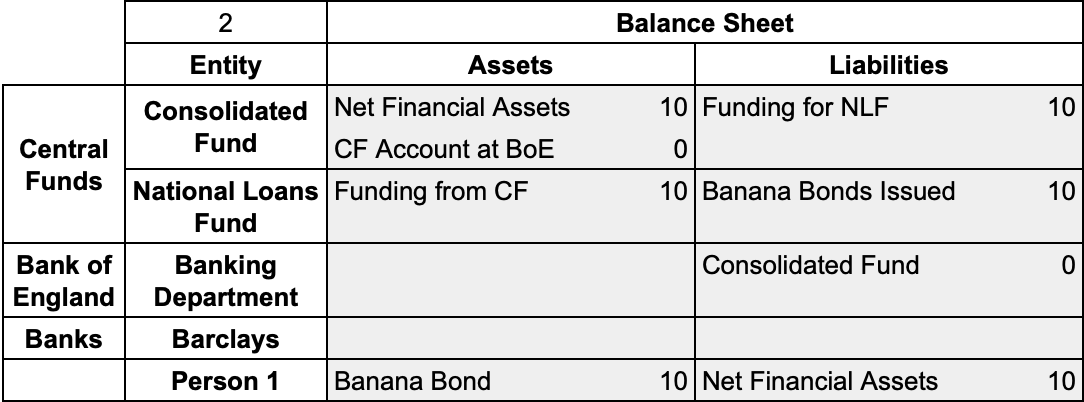 2 Balance Sheet
Entity Assets Liabilities
Central Funds
Consolidated Fund
Net Financial Assets 10 Funding for NLF 10
CF Account at BoE 0
National Loans Fund
Funding from CF 10 Banana Bonds Issued 10
Bank of England
Banking Department
Consolidated Fund 0
Banks Barclays
Person 1 Banana Bond 10 Net Financial Assets 10